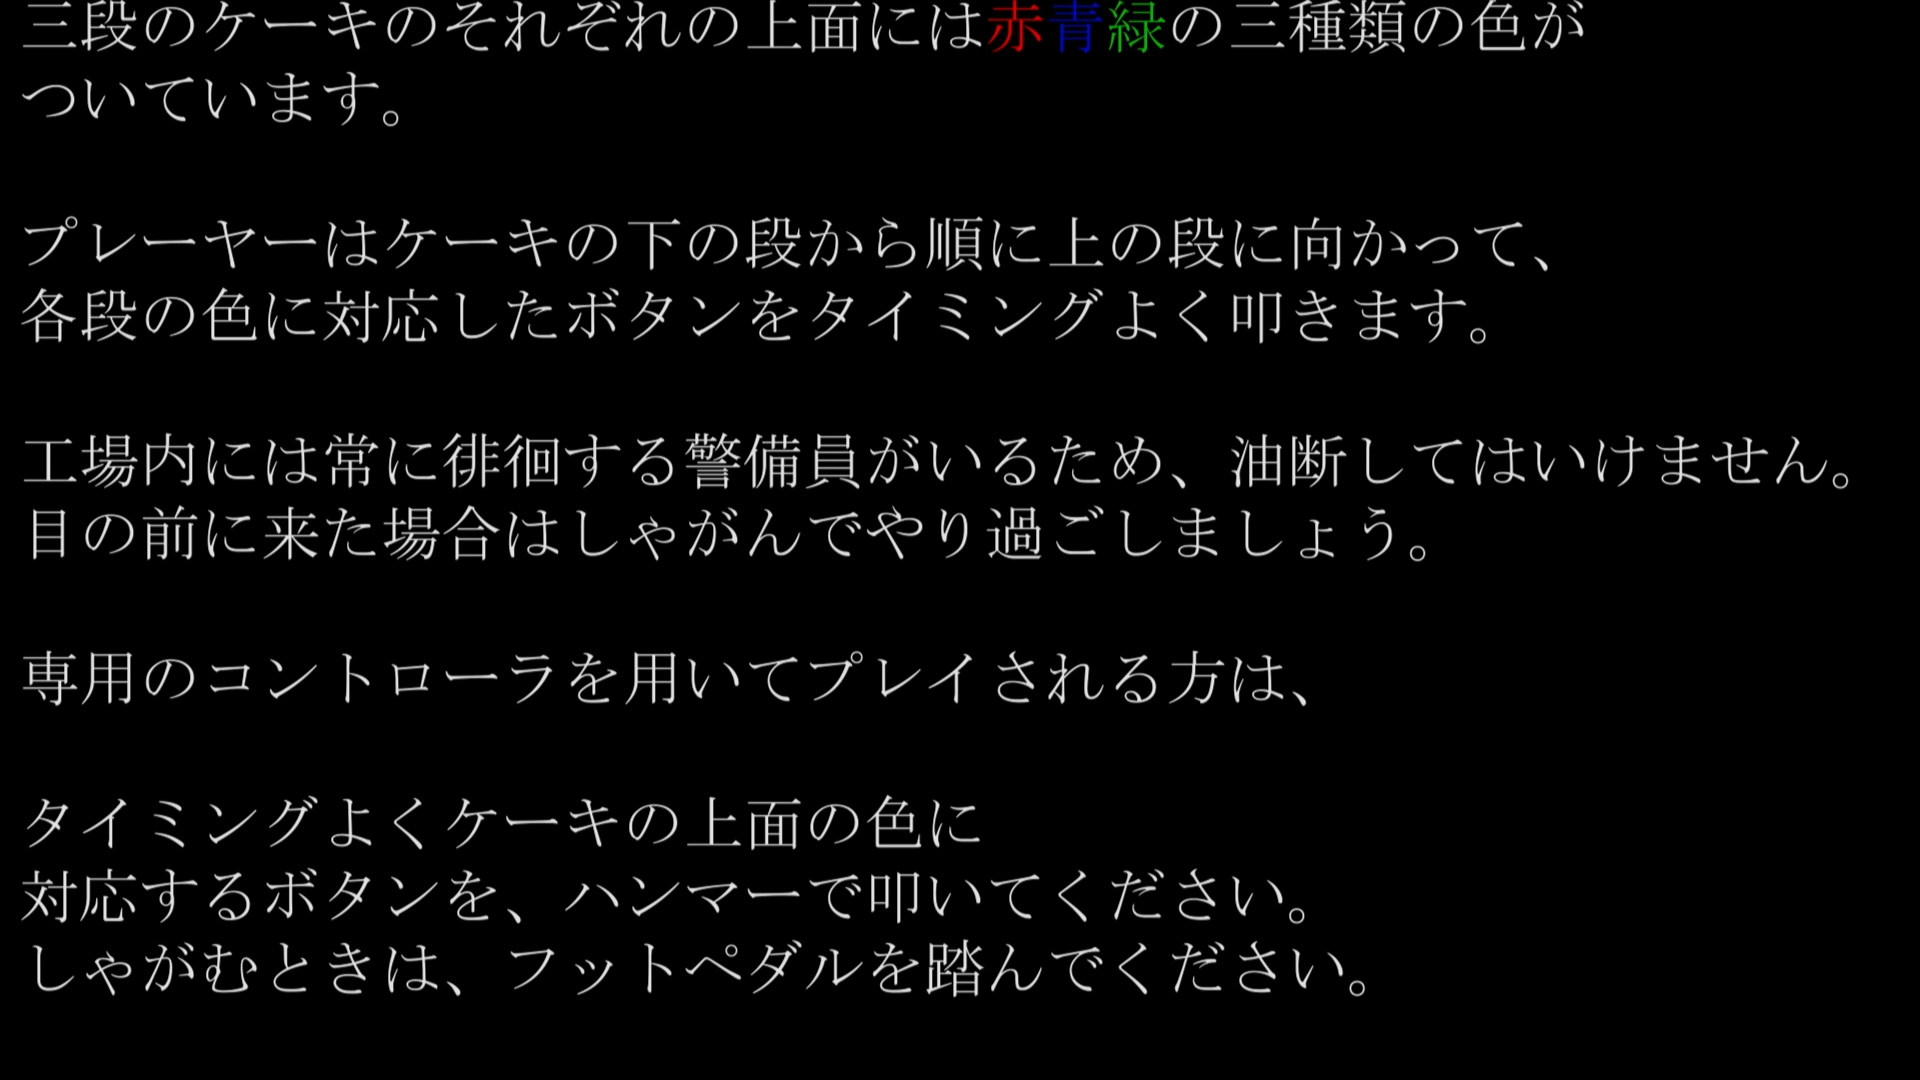 三段のケーキのそれぞれの上面には赤青緑の三種類の色が
ついています。
プレーヤーはケーキの下の段から順に上の段に向かって、
各段の色に対応したボタンをタイミングよく叩きます。
工場内には常に徘徊する警備員がいるため、油断してはいけません。
目の前に来た場合はしゃがんでやり過ごしましょう。
専用のコントローラを用いてプレイされる方は、
タイミングよくケーキの上面の色に
対応するボタンを、ハンマーで叩いてください。
しゃがむときは、フットペダルを踏んでください。